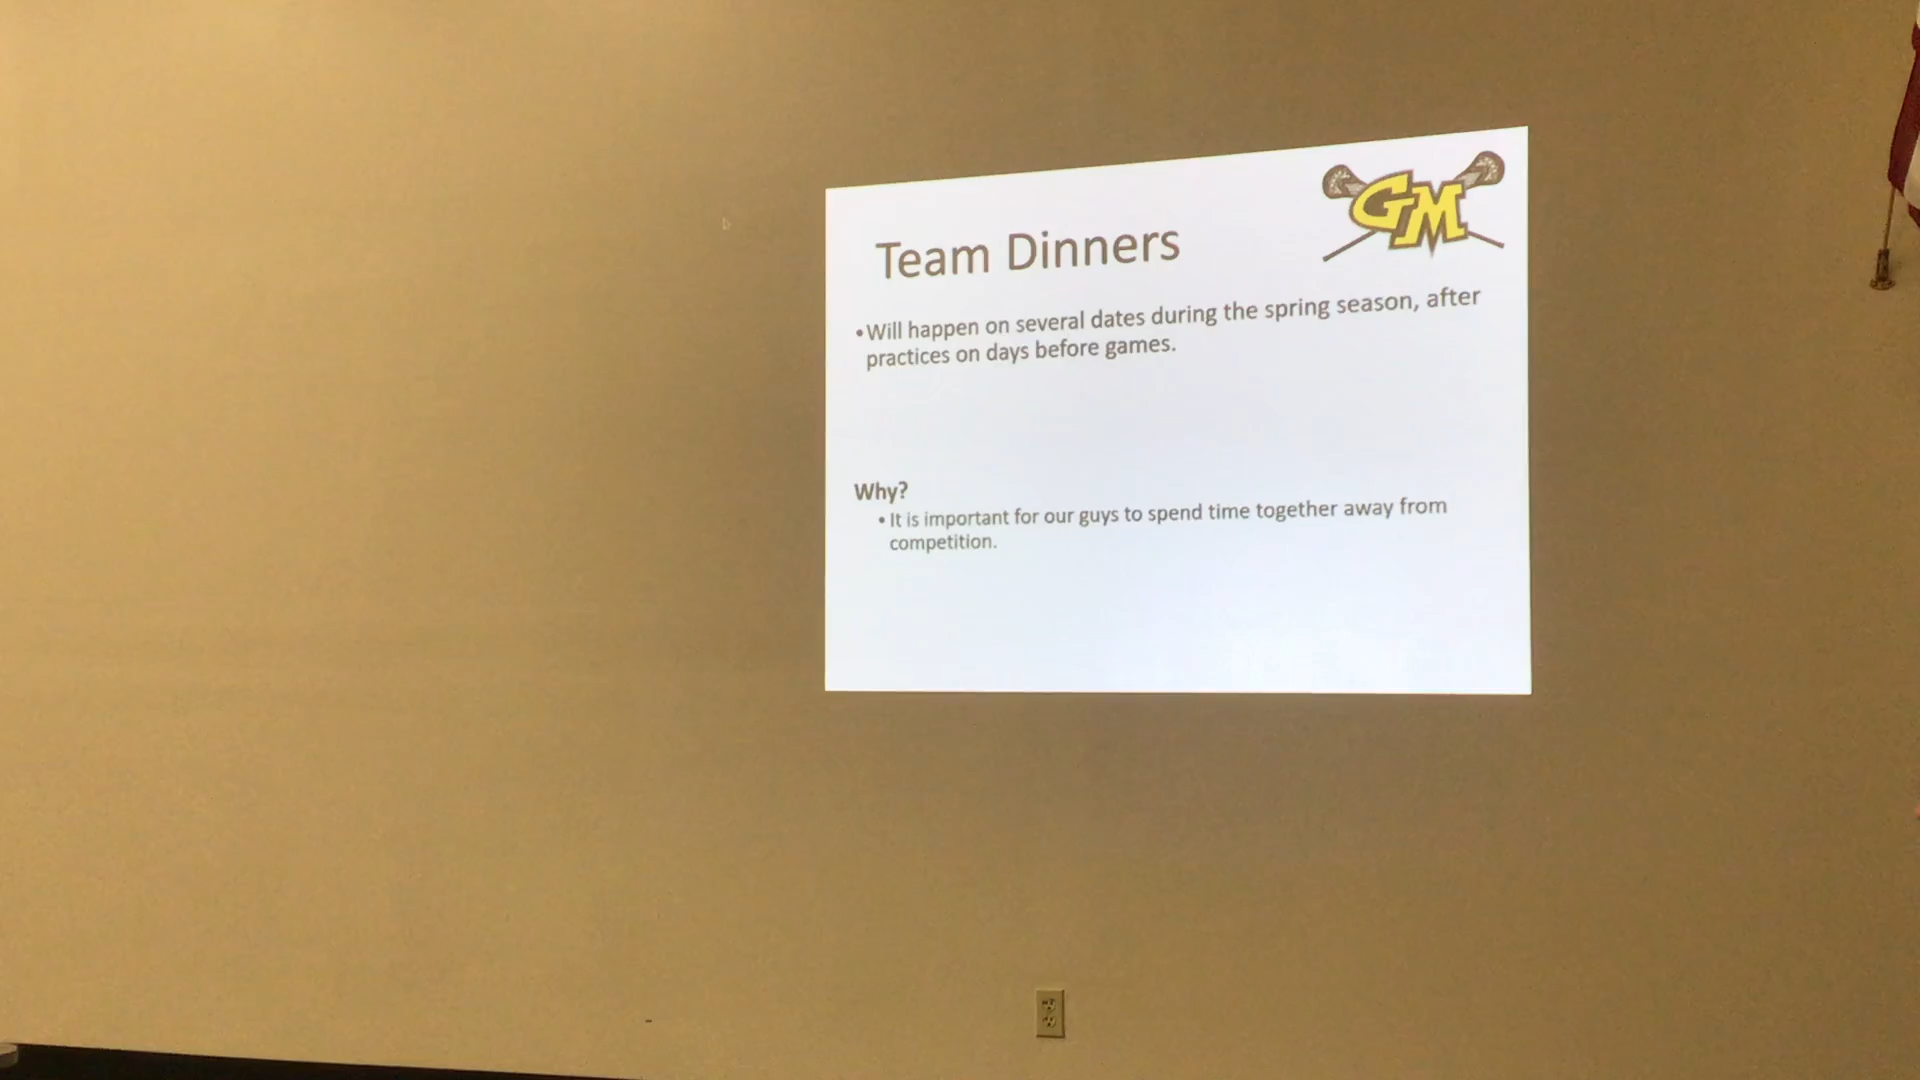 GM
Team Dinners
•Will happen on several dates during the spring season, after
practices on days before games.
Why?
• It is important for our guys to spend time together away from
competition.